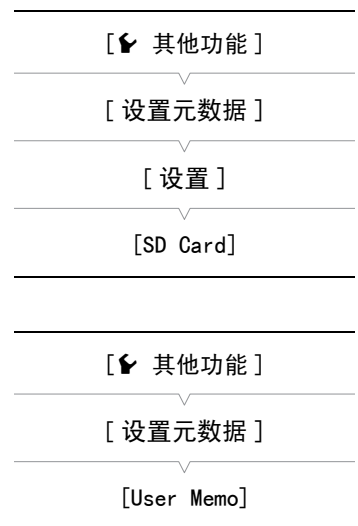 [ 其他功能 ]
[ 设置元数据 ]
[ 设置 ]
[SD Card]
[ 其他功能 ]
[ 设置元数据 ]
[User Memo]